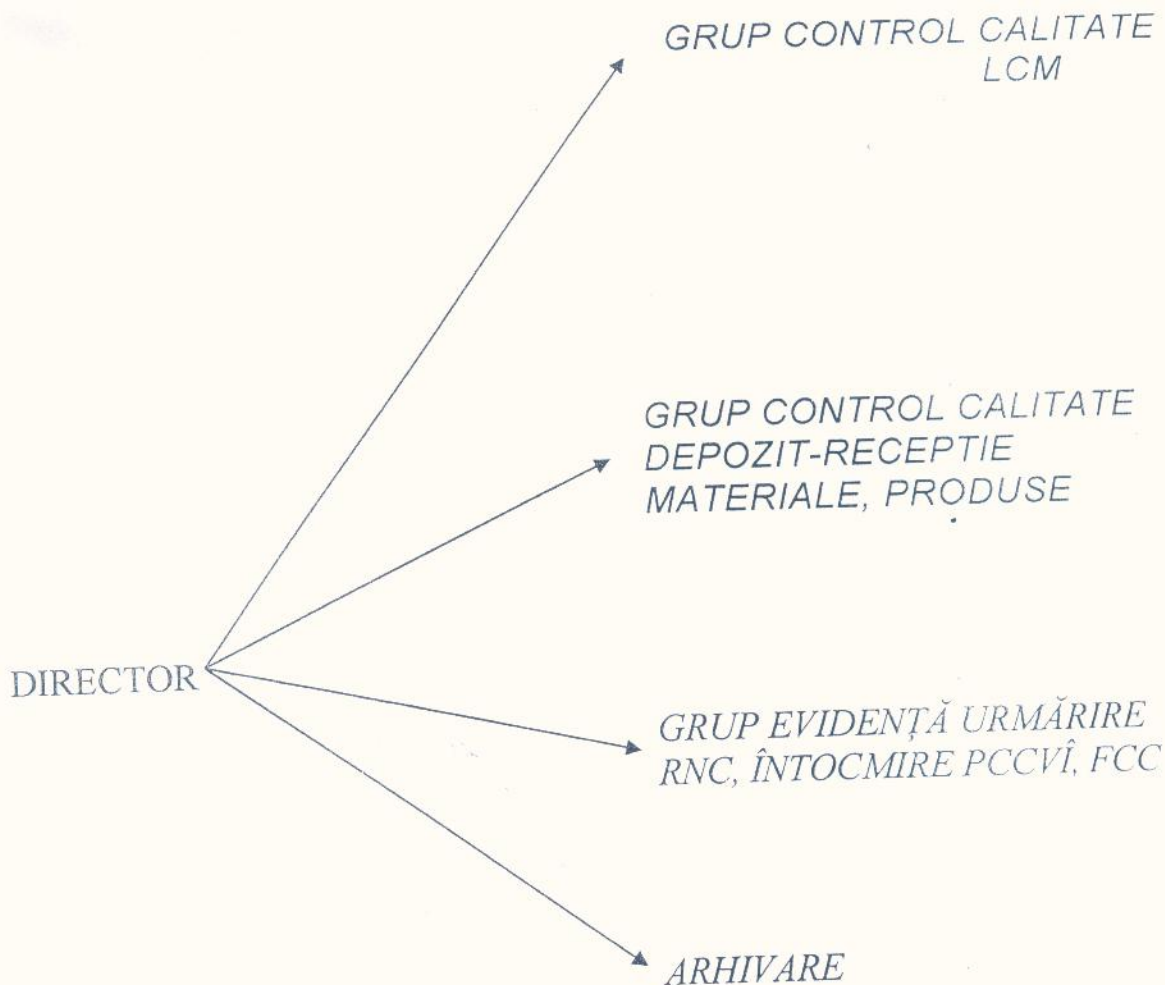 GRUP CONTROL CALITATE
LCM
GRUP CONTROL CALITATE
DEPOZIT-RECEPTIE
MATERIALE, PRODUSE
DIRECTOR
GRUP EVIDENȚĂ URMĂRIRE
RNC, ÎNTOCMIRE PCCVÎ, FCC
ARHIVARE